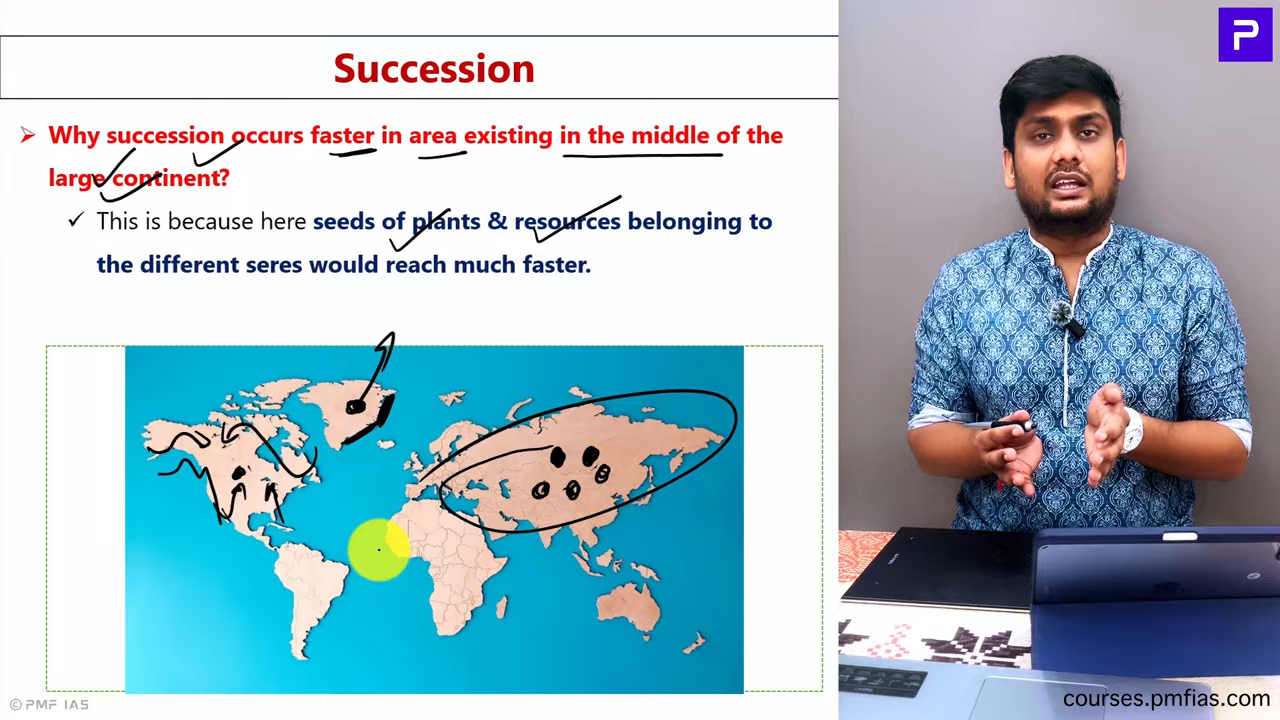 Succession
➢ Why succession occurs faster in area existing in the middle of the
large continent?
✓ This is because here seeds of plants & resources belonging to
the different seres would reach much faster.
© PMF IAS
P
courses.pmfias.com